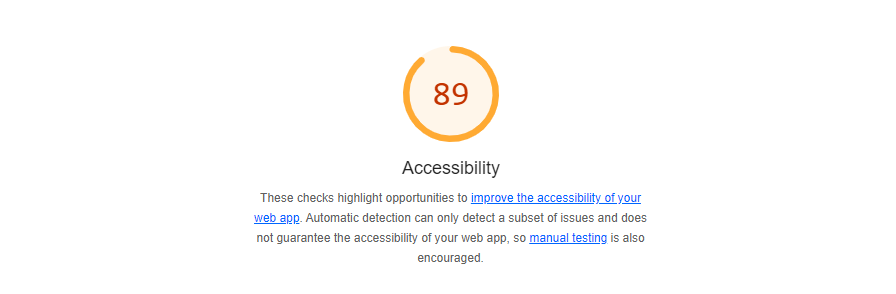 89
Accessibility
These checks highlight opportunities to improve the accessibility of your
web app. Automatic detection can only detect a subset of issues and does
not guarantee the accessibility of your web app, so manual testing is also
encouraged.